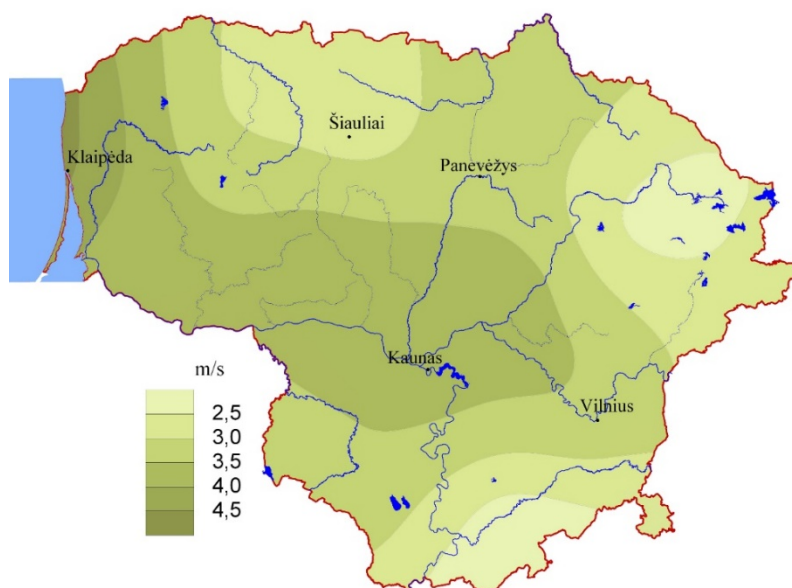 Šiauliai
Klaipėda
Panevėžys
Kaunas
m/s
2,5
3,0
3,5
4,0
4,5
Vilnius